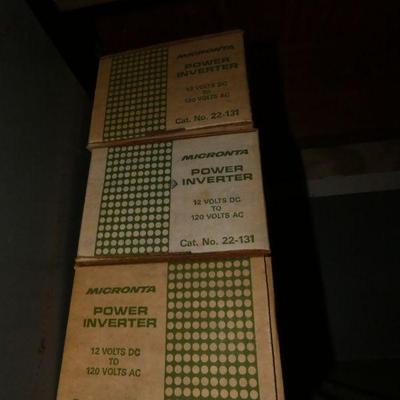 MICRONTA
POWER
INVERTER
12 VOLTS DC
TO
120 VOLTS AC
Cat. No. 22-131
MICRONTA
POWER
INVERTER
12 VOLTS DC
TO
120 VOLTS AC
Cat. No. 22-131
MICRONTA
POWER
INVERTER
12 VOLTS DC
TO
120 VOLTS AC